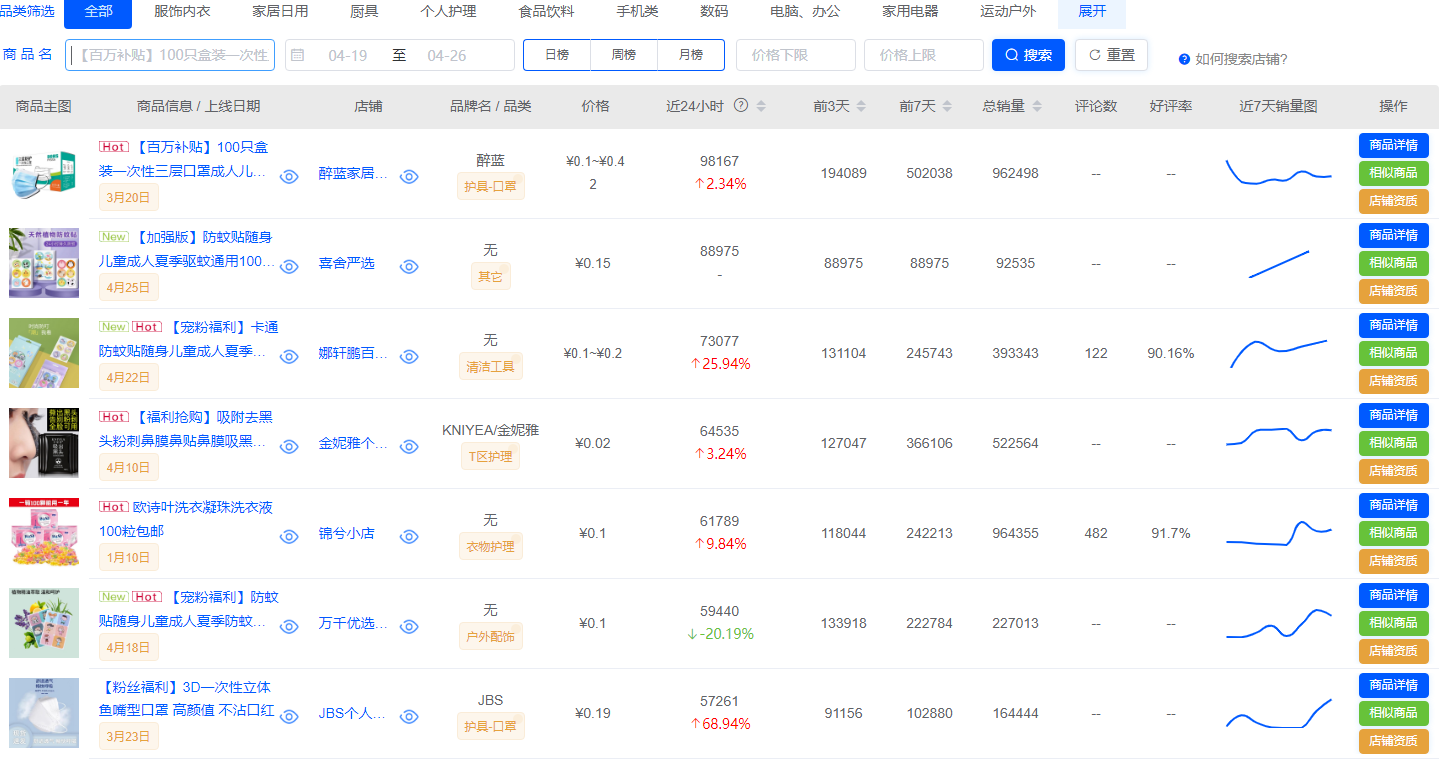 品类筛选 全部 服饰内衣 家居日用 厨具 个人护理 食品饮料 手机类 数码 电脑、办公 家用电器 运动户外 展开
商品名 【百万补贴】100只盒装一次性 04-19 至 04-26 日榜 周榜 月榜 价格下限 价格上限 搜索 重置 如何搜索店铺?
商品主图 商品信息 / 上线日期 店铺 品牌名 / 品类 价格 近24小时 前3天 前7天 总销量 评论数 好评率 近7天销量图 操作
Hot 【百万补贴】100只盒
装一次性三层口罩成人儿...
3月20日
醉蓝家居...
醉蓝
护具-口罩
¥0.1~¥0.4
2
98167
↑2.34%
194089 502038 962498 -- --
商品详情
相似商品
店铺资质
天然植物防蚊贴
New 【加强版】防蚊贴随身
儿童成人夏季驱蚊通用100...
4月25日
喜舍严选
无
其它
¥0.15
88975
-
88975 88975 92535 -- --
商品详情
相似商品
店铺资质
New Hot 【宠粉福利】卡通
防蚊贴随身儿童成人夏季...
4月22日
娜轩鹏百...
无
清洁工具
¥0.1~¥0.2
73077
↑25.94%
131104 245743 393343 122 90.16%
商品详情
相似商品
店铺资质
Hot 【福利抢购】吸附去黑
头粉刺鼻膜鼻贴鼻膜吸黑...
4月10日
金妮雅个...
KNIYEA/金妮雅
T区护理
¥0.02
64535
↑3.24%
127047 366106 522564 -- --
商品详情
相似商品
店铺资质
Hot 欧诗叶洗衣凝珠洗衣液
100粒包邮
1月10日
锦兮小店
无
衣物护理
¥0.1
61789
↑9.84%
118044 242213 964355 482 91.7%
商品详情
相似商品
店铺资质
New Hot 【宠粉福利】防蚊
贴随身儿童成人夏季防蚊...
4月18日
万千优选...
无
户外配饰
¥0.1
59440
↓-20.19%
133918 222784 227013 -- --
商品详情
相似商品
店铺资质
【粉丝福利】3D一次性立体
鱼嘴型口罩 高颜值 不沾口红
3月23日
JBS个人...
JBS
护具-口罩
¥0.19
57261
↑68.94%
91156 102880 164444 -- --
商品详情
相似商品
店铺资质